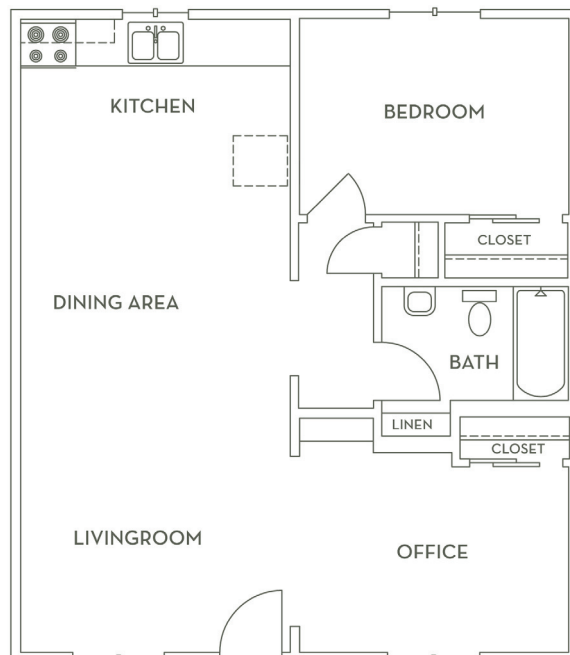 KITCHEN
BEDROOM
CLOSET
DINING AREA
BATH
LINEN
CLOSET
LIVINGROOM
OFFICE